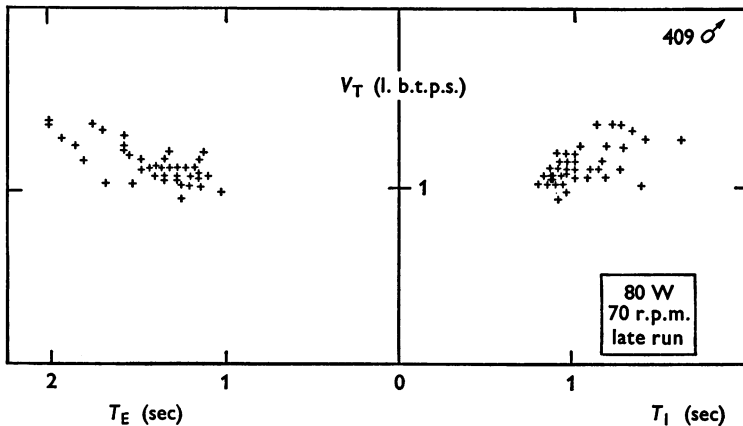 409 ♂
V_T (l. b.t.p.s.)
1
80 W
70 r.p.m.
late run
2 1 0 1
T_E (sec) T_I (sec)